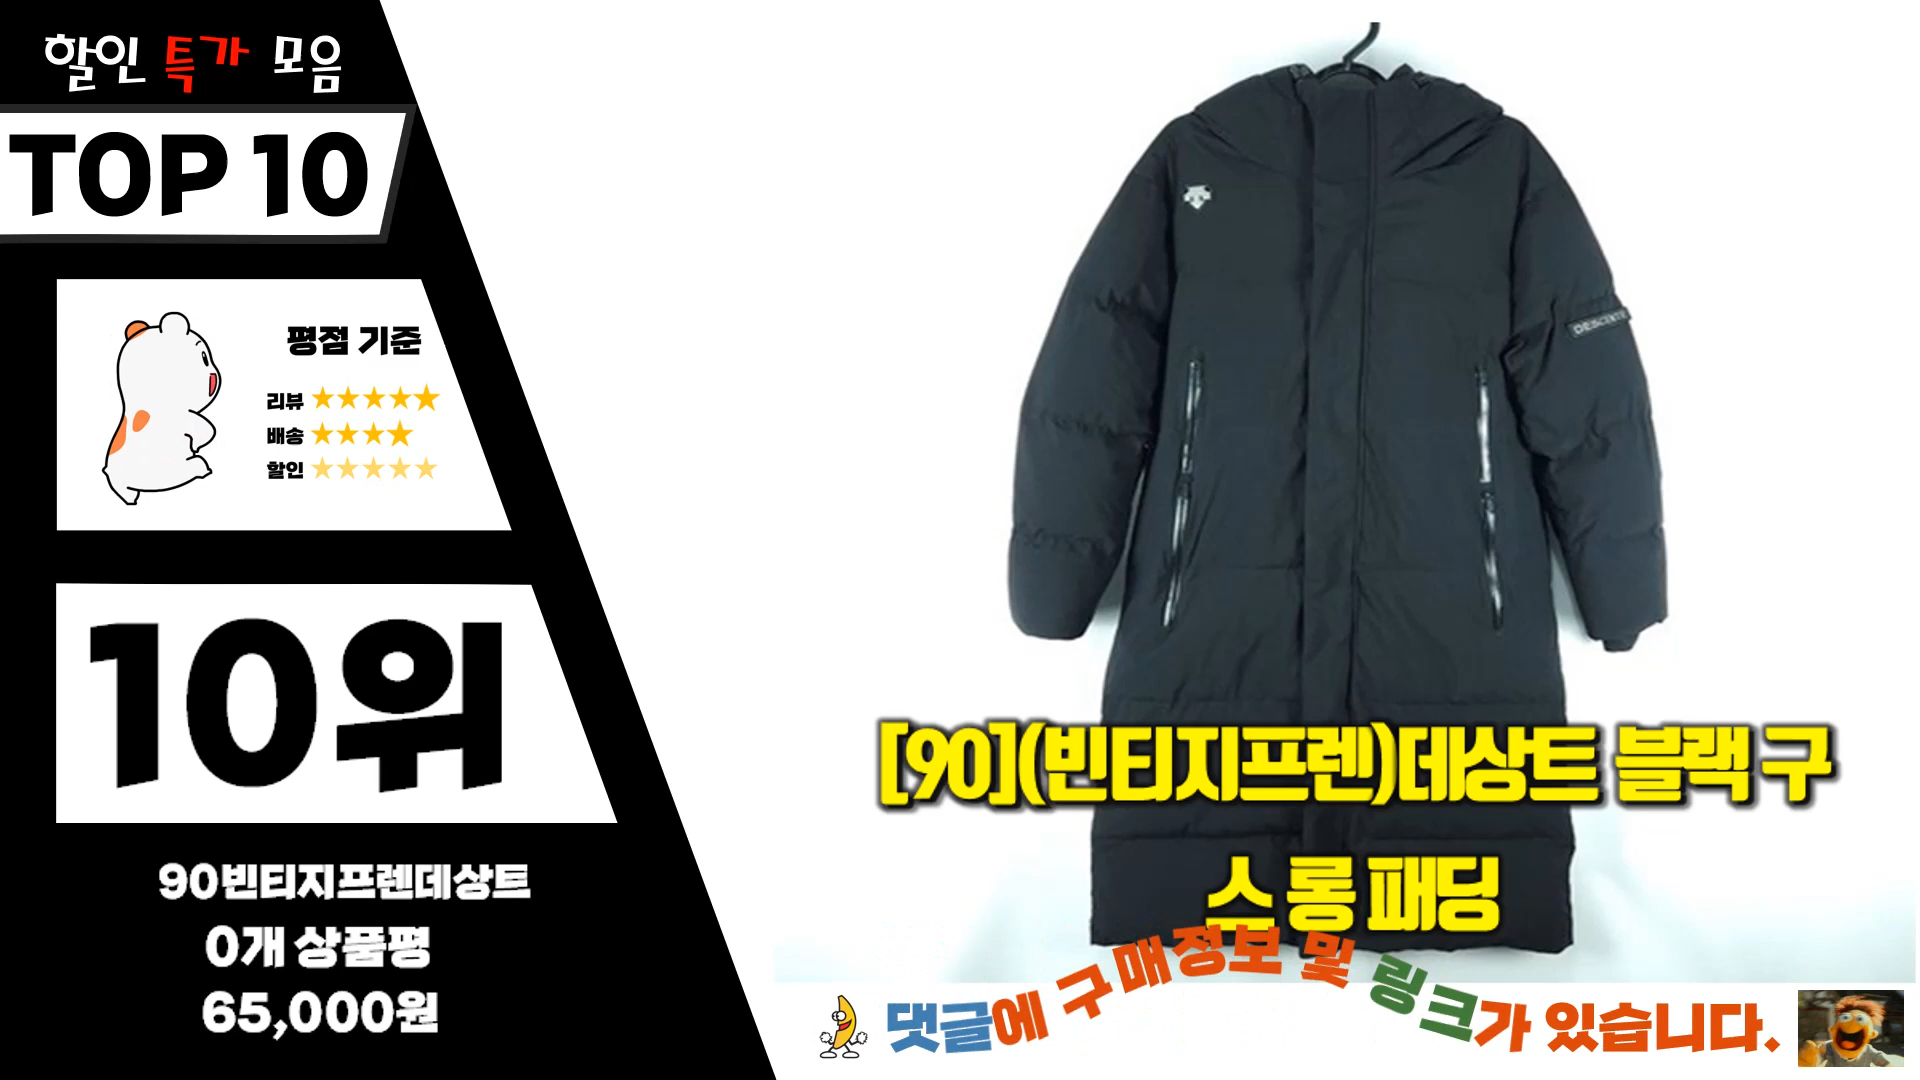 할인 특가 모음
TOP 10
평점 기준
리뷰 ★★★★★
배송 ★★★★
할인 ★★★★★
10위
90빈티지프렌데상트
0개 상품평
65,000원
DESCENTE
[90](빈티지프렌)데상트 블랙 구
스 롱 패딩
댓글에 구매정보 및 링크가 있습니다.